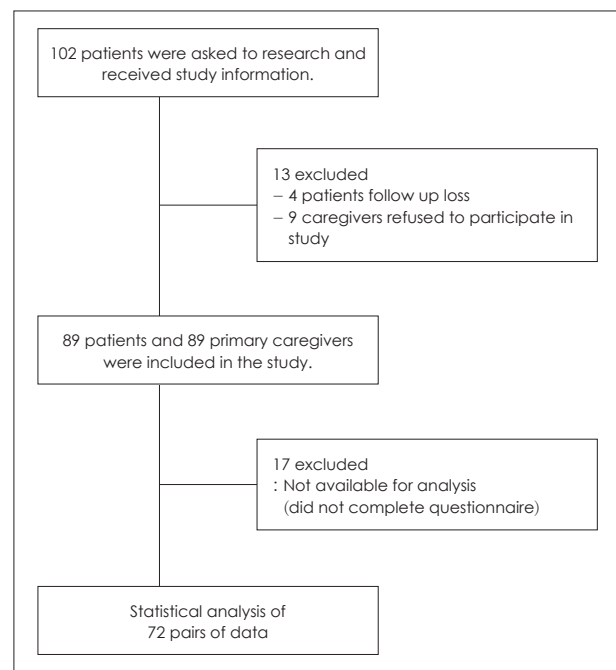 102 patients were asked to research and
received study information.
13 excluded
– 4 patients follow up loss
– 9 caregivers refused to participate in
study
89 patients and 89 primary caregivers
were included in the study.
17 excluded
: Not available for analysis
(did not complete questionnaire)
Statistical analysis of
72 pairs of data